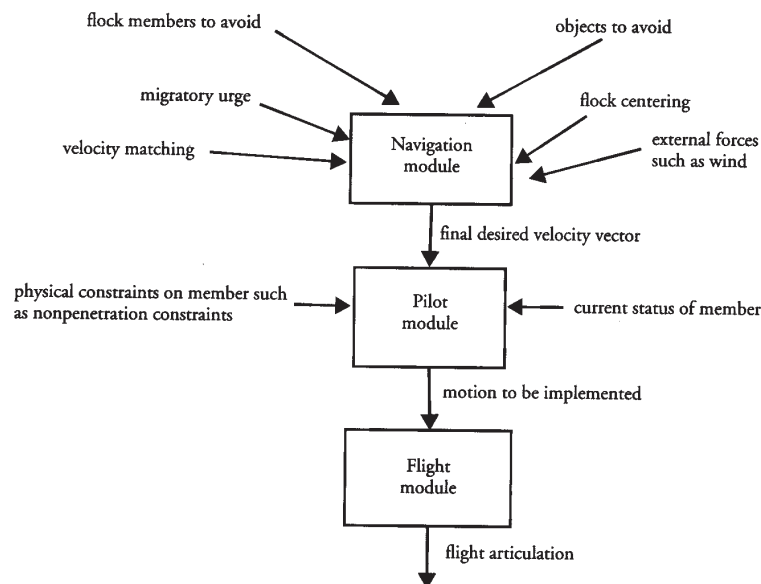 flock members to avoid
objects to avoid
migratory urge
flock centering
velocity matching
Navigation
module
external forces
such as wind
final desired velocity vector
physical constraints on member such
as nonpenetration constraints
Pilot
module
current status of member
motion to be implemented
Flight
module
flight articulation